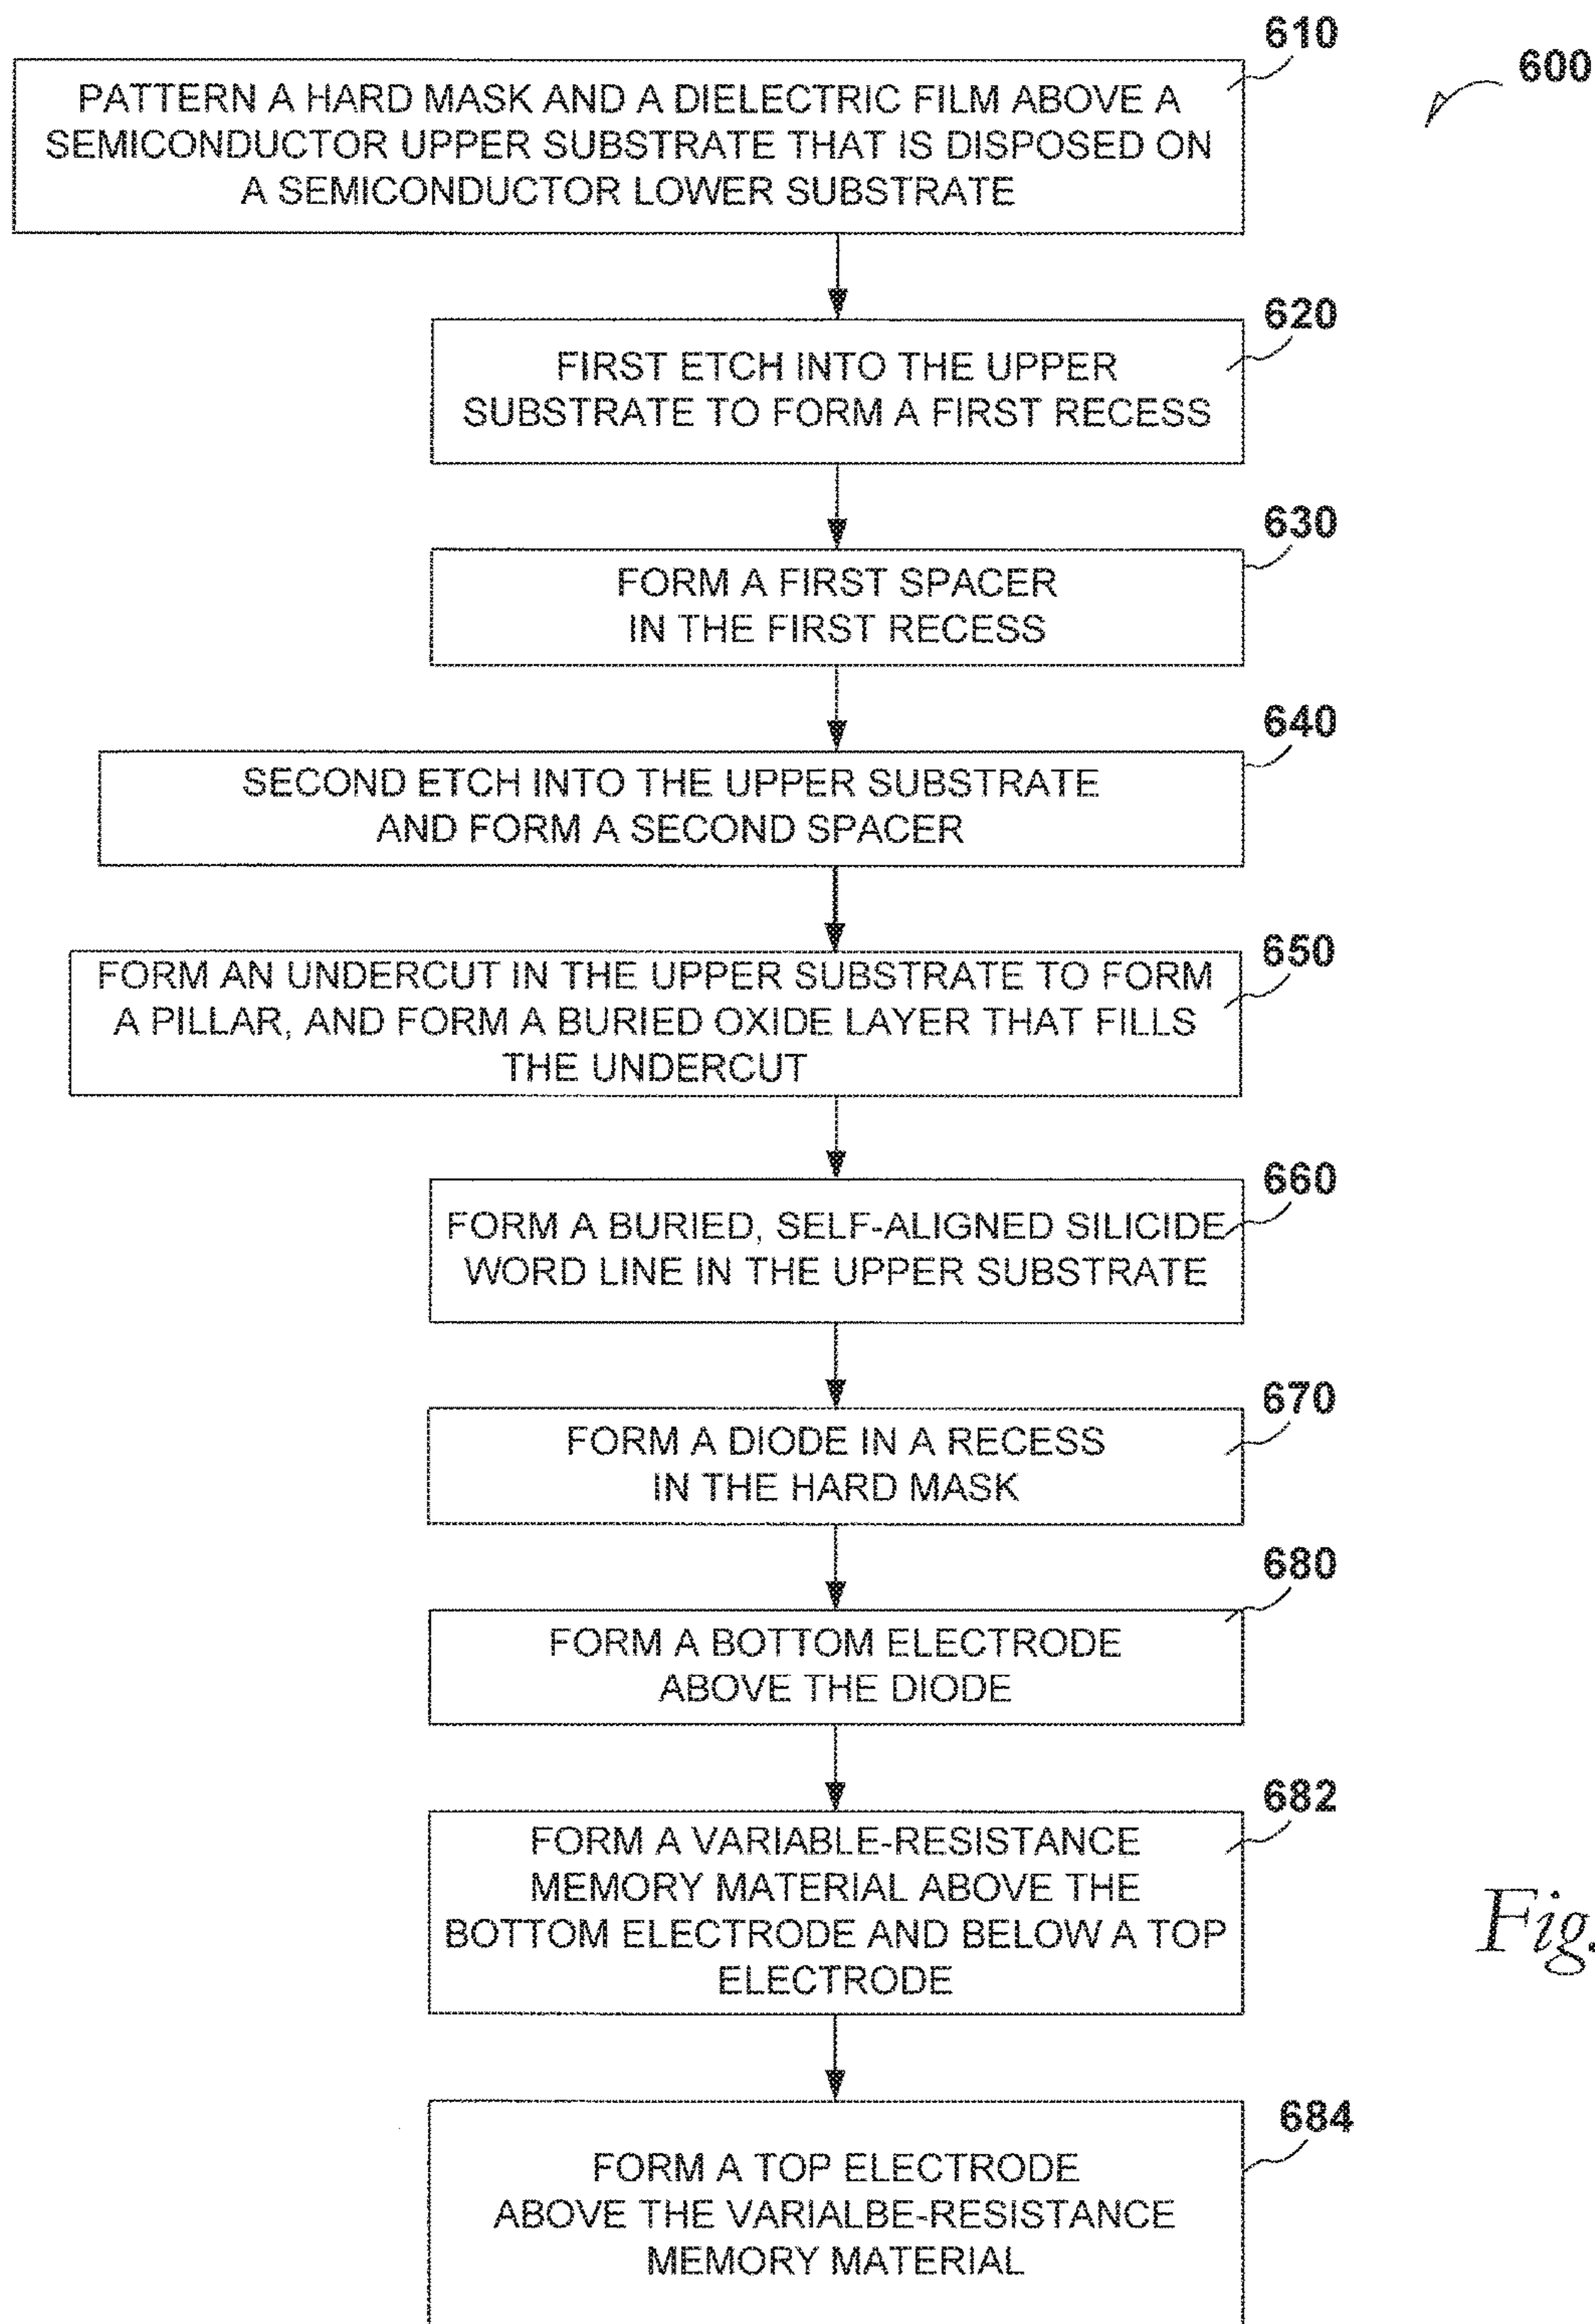 610
600
PATTERN A HARD MASK AND A DIELECTRIC FILM ABOVE A
SEMICONDUCTOR UPPER SUBSTRATE THAT IS DISPOSED ON
A SEMICONDUCTOR LOWER SUBSTRATE
620
FIRST ETCH INTO THE UPPER
SUBSTRATE TO FORM A FIRST RECESS
630
FORM A FIRST SPACER
IN THE FIRST RECESS
640
SECOND ETCH INTO THE UPPER SUBSTRATE
AND FORM A SECOND SPACER
650
FORM AN UNDERCUT IN THE UPPER SUBSTRATE TO FORM
A PILLAR, AND FORM A BURIED OXIDE LAYER THAT FILLS
THE UNDERCUT
660
FORM A BURIED, SELF-ALIGNED SILICIDE
WORD LINE IN THE UPPER SUBSTRATE
670
FORM A DIODE IN A RECESS
IN THE HARD MASK
680
FORM A BOTTOM ELECTRODE
ABOVE THE DIODE
682
FORM A VARIABLE-RESISTANCE
MEMORY MATERIAL ABOVE THE
BOTTOM ELECTRODE AND BELOW A TOP
ELECTRODE
Fig.
684
FORM A TOP ELECTRODE
ABOVE THE VARIALBE-RESISTANCE
MEMORY MATERIAL